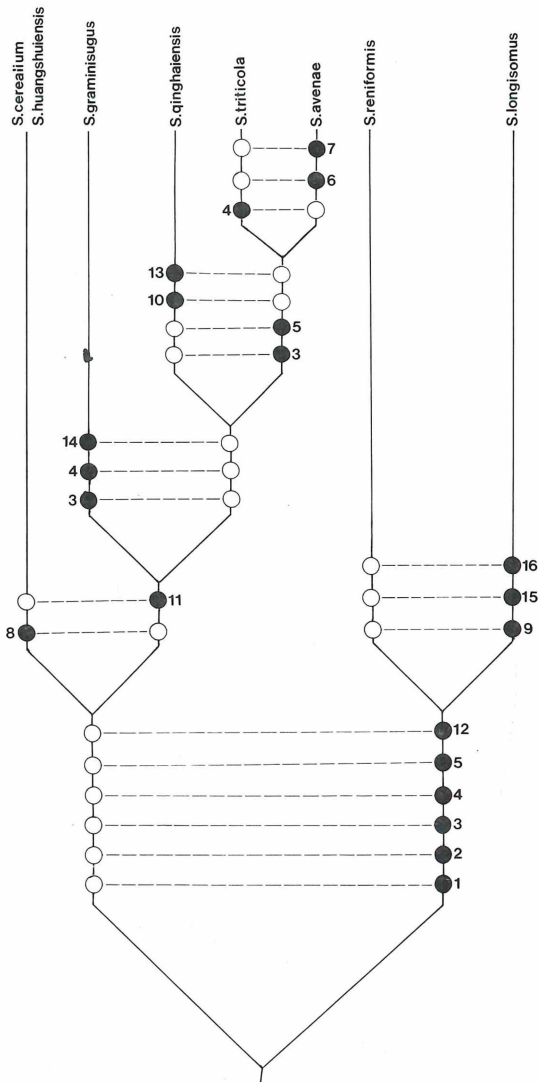 S.cerealium
S.huangshuiensis
S.graminisugus
S.qinghaiensis
S.triticola
S.avenae
S.reniformis
S.longisomus
7
6
4
13
10
5
3
14
4
3
11
8
16
15
9
12
5
4
3
2
1